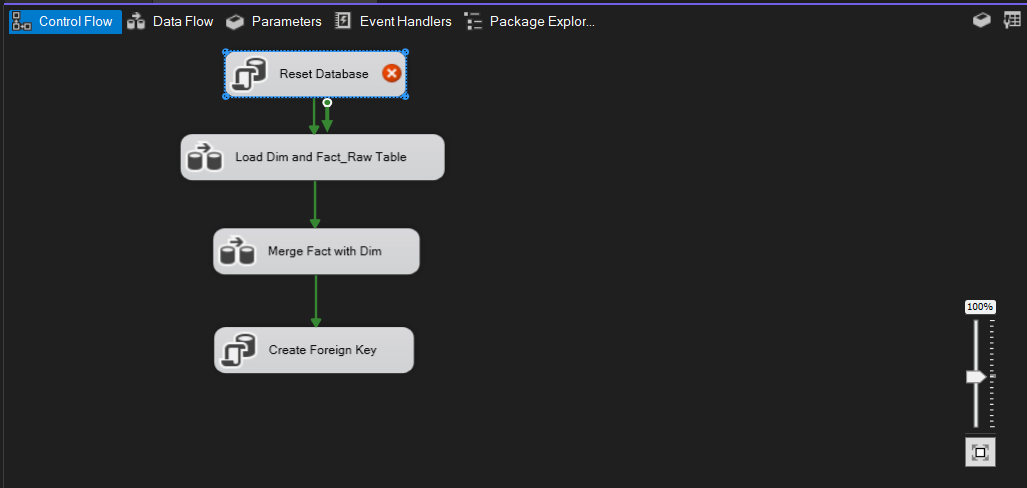 Control Flow
Data Flow
Parameters
Event Handlers
Package Explor...
Reset Database
Load Dim and Fact_Raw Table
Merge Fact with Dim
Create Foreign Key
100%